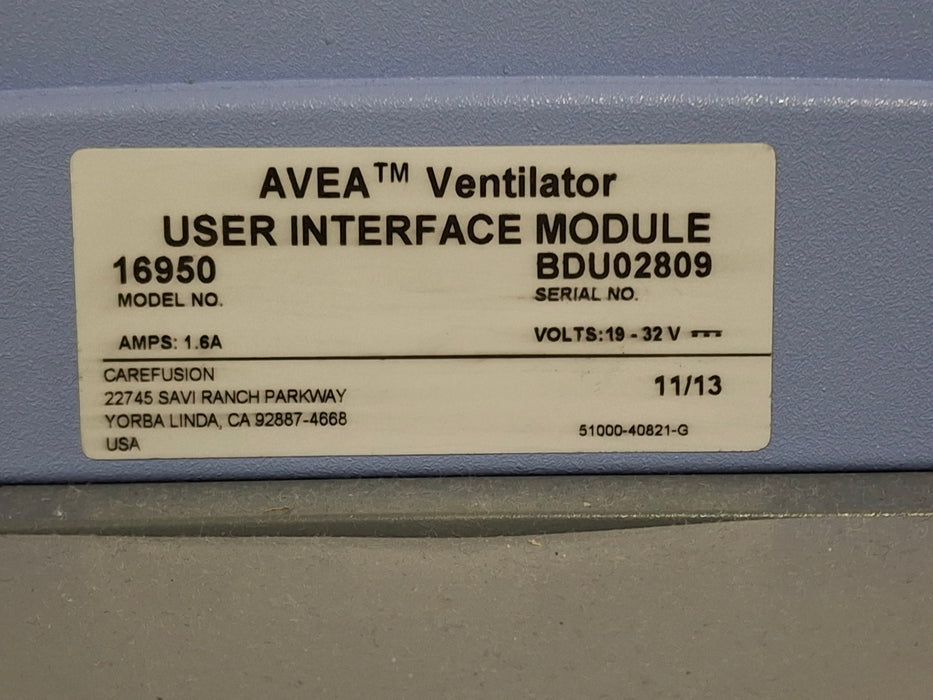 AVEA™ Ventilator
USER INTERFACE MODULE
16950 BDU02809
MODEL NO. SERIAL NO.
AMPS: 1.6A VOLTS:19 - 32 V ⎓
CAREFUSION
22745 SAVI RANCH PARKWAY 11/13
YORBA LINDA, CA 92887-4668
USA 51000-40821-G